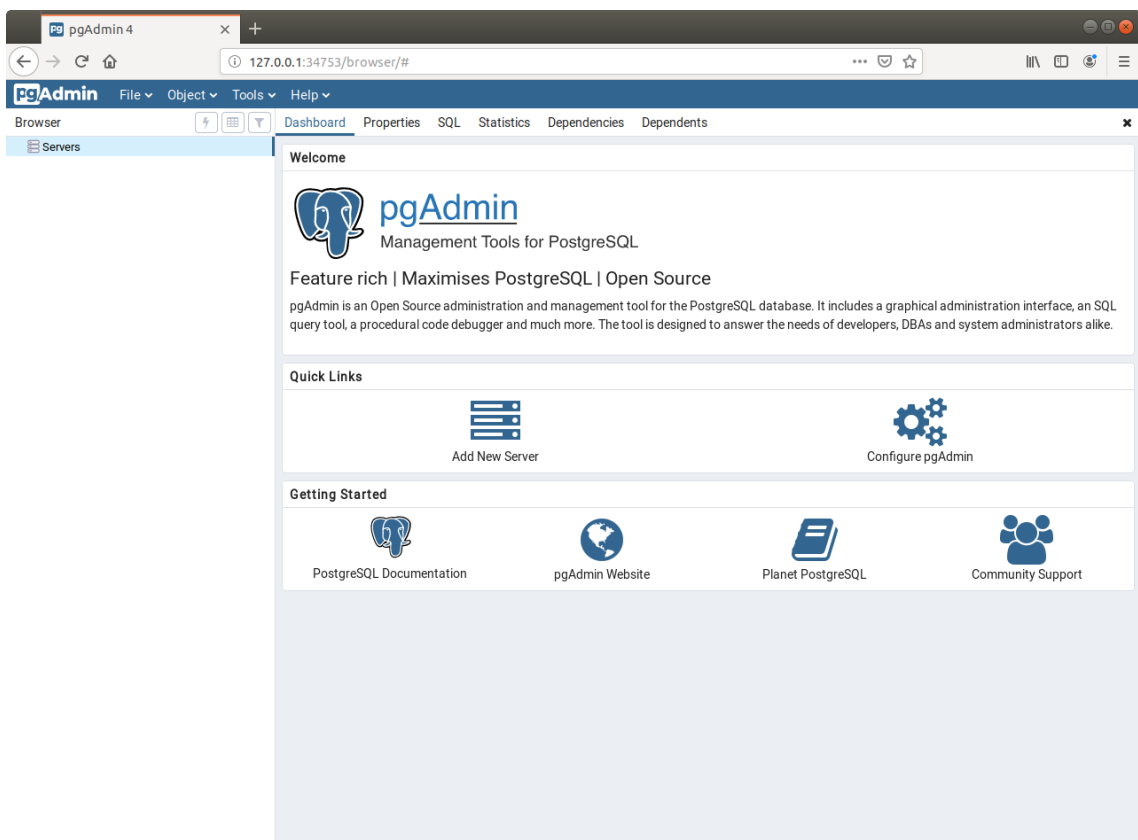 pgAdmin 4
127.0.0.1:34753/browser/#
pgAdmin File Object Tools Help
Browser Dashboard Properties SQL Statistics Dependencies Dependents
Servers
Welcome
pgAdmin
Management Tools for PostgreSQL
Feature rich | Maximises PostgreSQL | Open Source
pgAdmin is an Open Source administration and management tool for the PostgreSQL database. It includes a graphical administration interface, an SQL
query tool, a procedural code debugger and much more. The tool is designed to answer the needs of developers, DBAs and system administrators alike.
Quick Links
Add New Server Configure pgAdmin
Getting Started
PostgreSQL Documentation pgAdmin Website Planet PostgreSQL Community Support